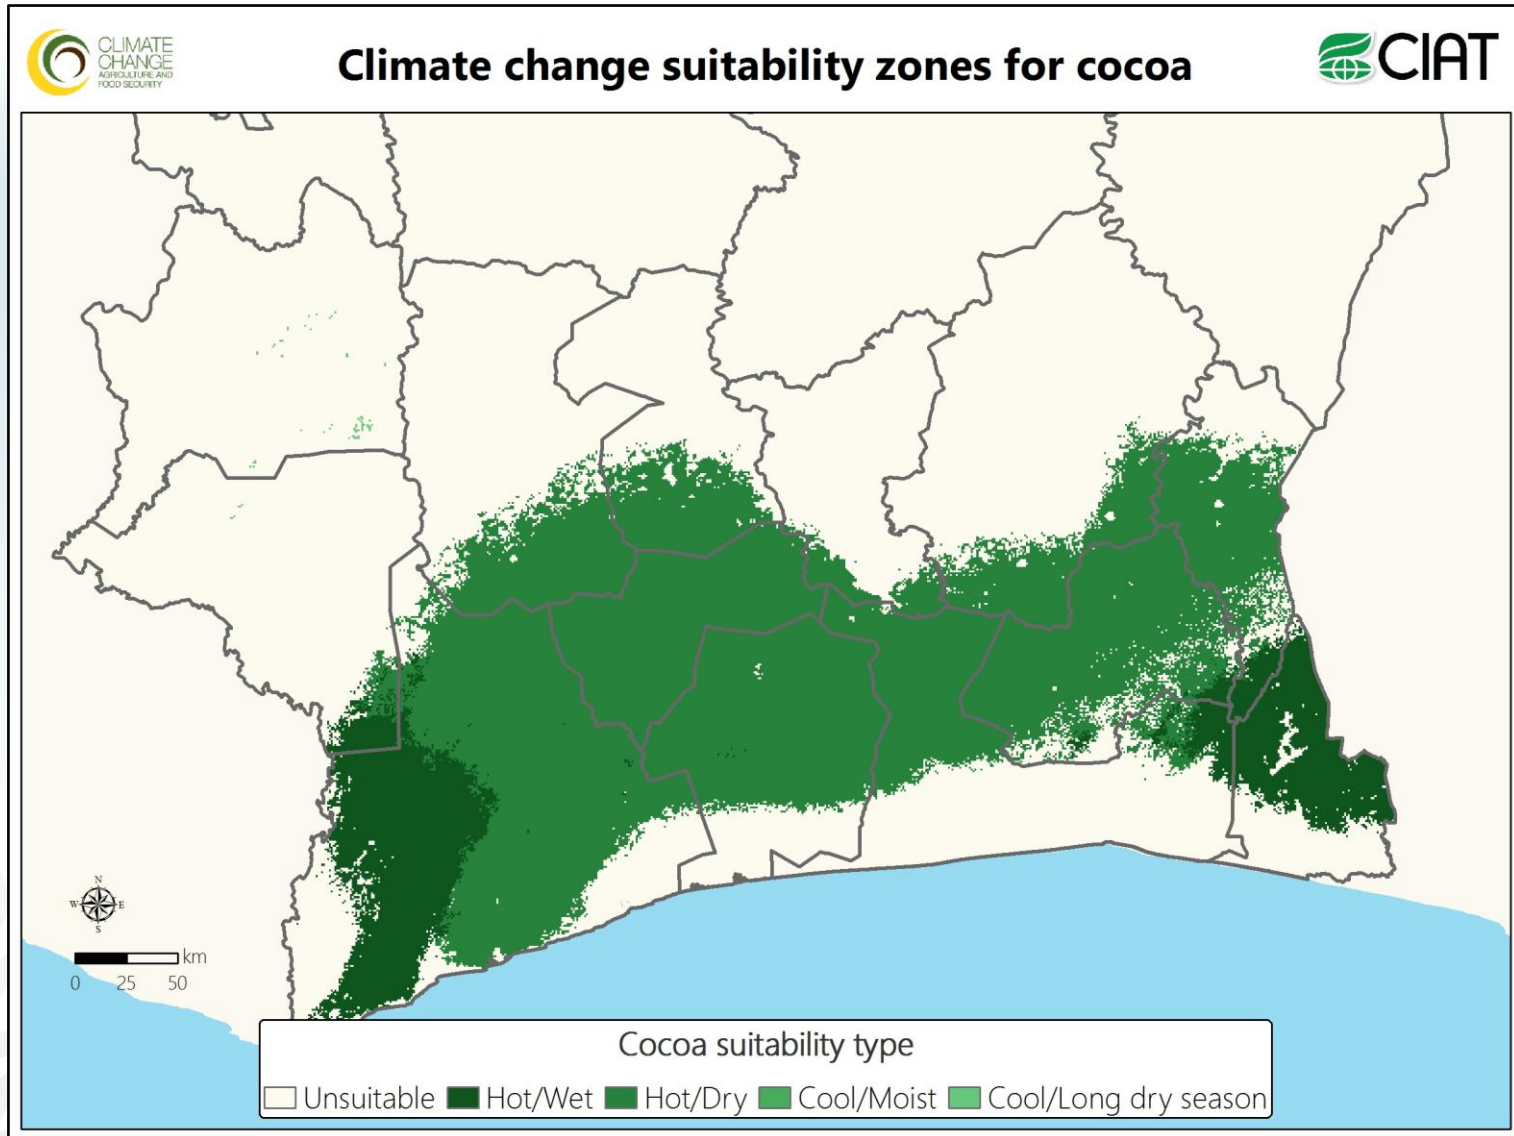 CLIMATE
CHANGE
AGRICULTURE AND
FOOD SECURITY
Climate change suitability zones for cocoa
CIAT
N
W E
S
km
0 25 50
Cocoa suitability type
Unsuitable Hot/Wet Hot/Dry Cool/Moist Cool/Long dry season